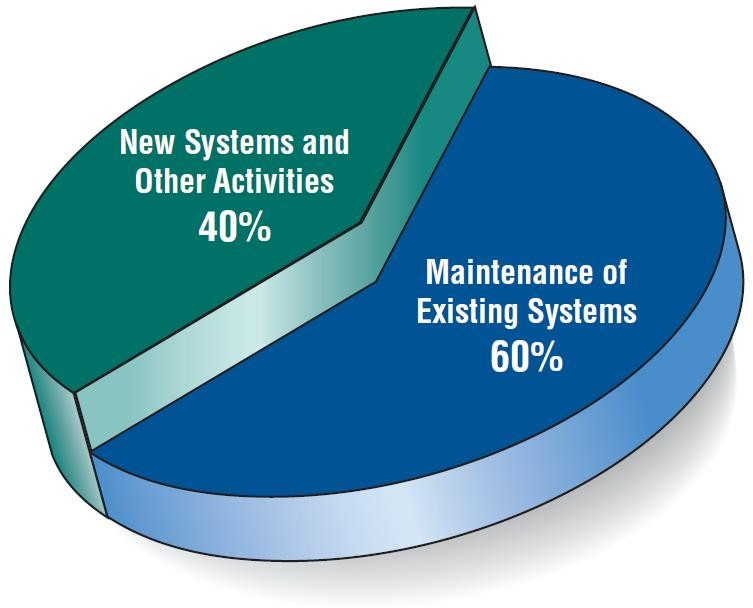 New Systems and
Other Activities
40%
Maintenance of
Existing Systems
60%